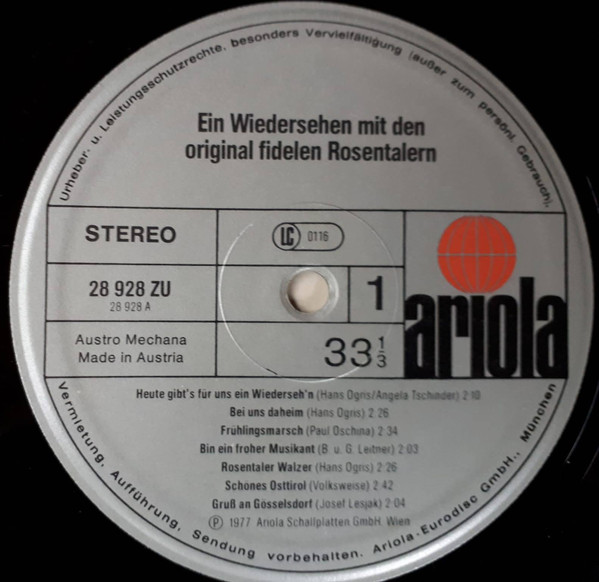 Urheber- u. Leistungsschutzrechte, besonders Vervielfältigung (außer zum persönl. Gebrauch),
Ein Wiedersehen mit den
original fidelen Rosentalern
STEREO
LC 0116
28 928 ZU
28 928 A
1
Austro Mechana
Made in Austria
33 1/3
ariola
Heute gibt's für uns ein Wiederseh'n (Hans Ogris/Angela Tschinder) 2:10
Bei uns daheim (Hans Ogris) 2:26
Frühlingsmarsch (Paul Oschina) 2:34
Bin ein froher Musikant (B. u. G. Leitner) 2:03
Rosentaler Walzer (Hans Ogis) 2:26
Schönes Osttirol (Volksweise) 2:42
Gruß an Gösselsdorf (Josef Lesjak) 2:04
Ⓟ 1977 Ariola Schallplatten GmbH. Wien
Vermietung, Aufführung, Sendung vorbehalten. Ariola-Eurodisc GmbH., München